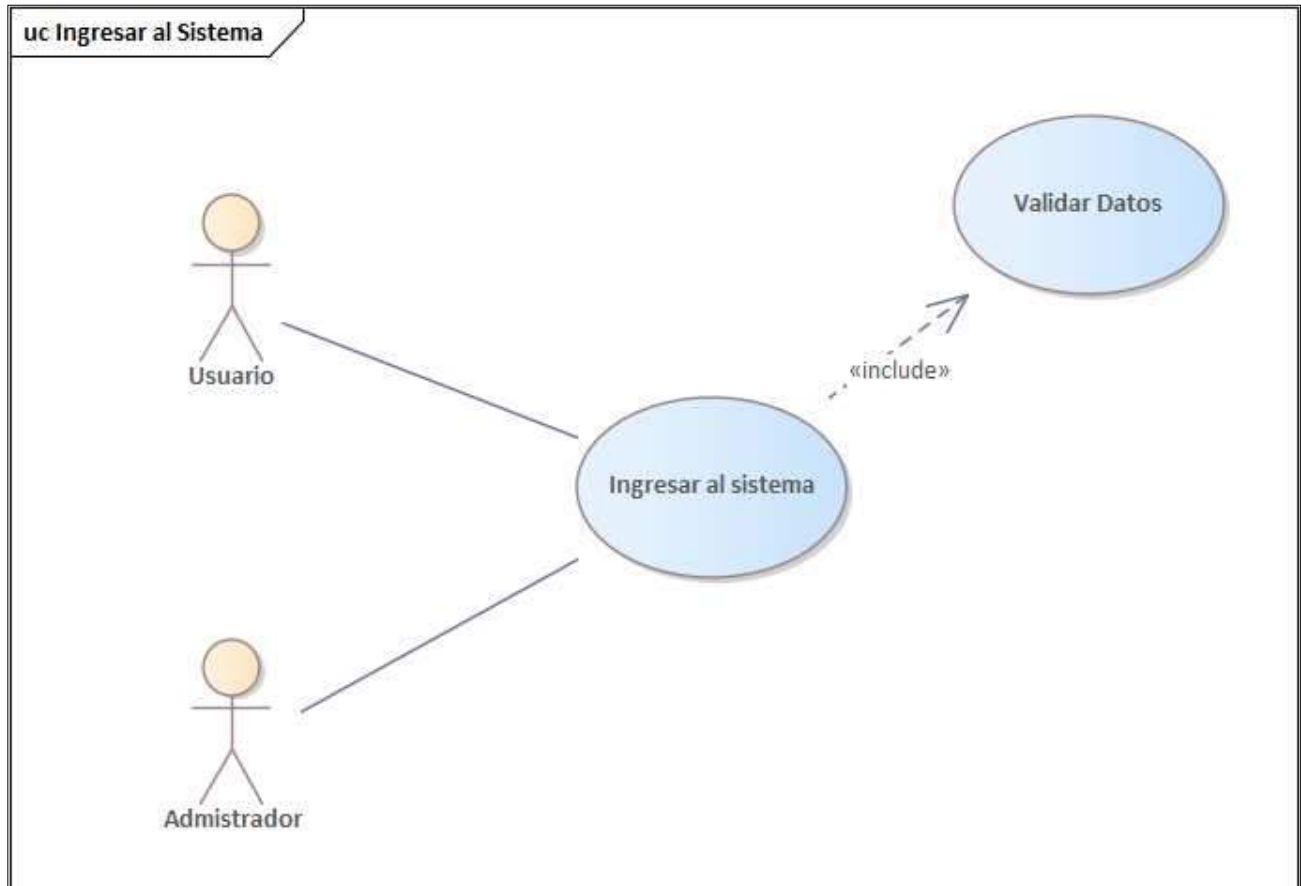 uc Ingresar al Sistema
Validar Datos
Usuario
«include»
Ingresar al sistema
Admistrador